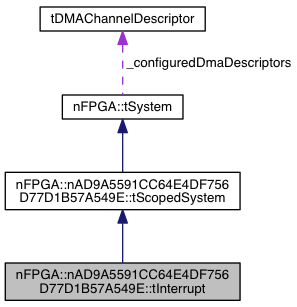 tDMAChannelDescriptor
_configuredDmaDescriptors
nFPGA::tSystem
nFPGA::nAD9A5591CC64E4DF756
D77D1B57A549E::tScopedSystem
nFPGA::nAD9A5591CC64E4DF756
D77D1B57A549E::tInterrupt